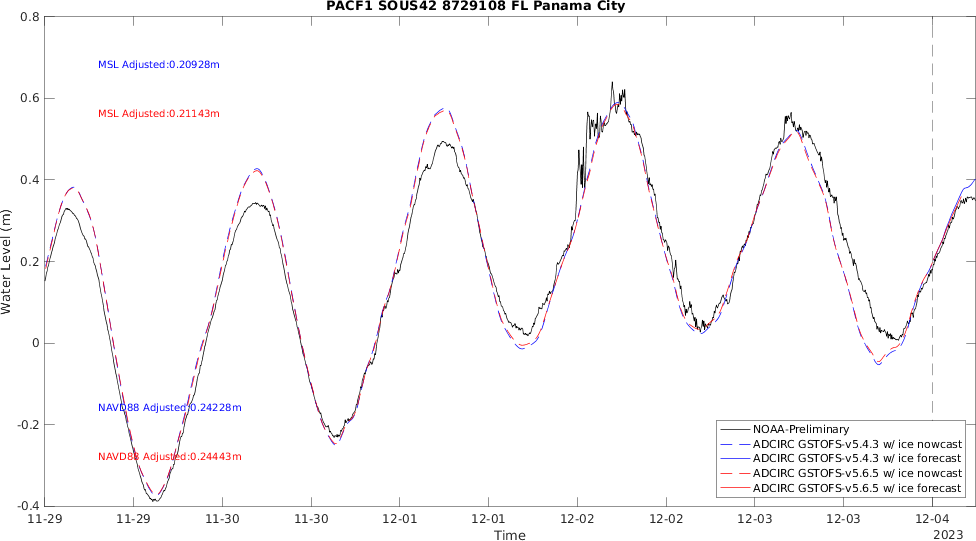 PACF1 SOUS42 8729108 FL Panama City
0.8
0.6
0.4
0.2
0
-0.2
-0.4
Water Level (m)
MSL Adjusted:0.20928m
MSL Adjusted:0.21143m
NAVD88 Adjusted:0.24228m
NAVD88 Adjusted:0.24443m
NOAA-Preliminary
ADCIRC GSTOFS-v5.4.3 w/ ice nowcast
ADCIRC GSTOFS-v5.4.3 w/ ice forecast
ADCIRC GSTOFS-v5.6.5 w/ ice nowcast
ADCIRC GSTOFS-v5.6.5 w/ ice forecast
11-29 11-29 11-30 11-30 12-01 12-01 12-02 12-02 12-03 12-03 12-04
Time
2023